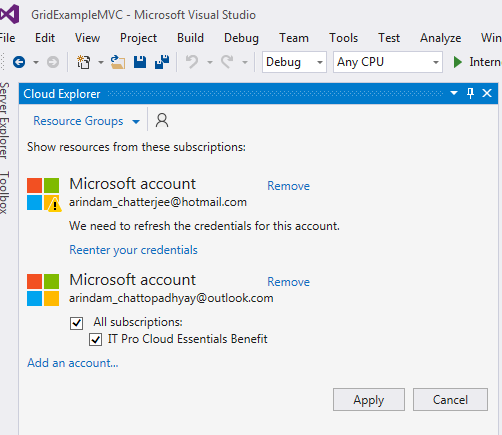 GridExampleMVC - Microsoft Visual Studio
File Edit View Project Build Debug Team Tools Test Analyze Win
Debug Any CPU Intern
Server Explorer
Toolbox
Cloud Explorer
Resource Groups
Show resources from these subscriptions:
Microsoft account Remove
arindam_chatterjee@hotmail.com
We need to refresh the credentials for this account.
Reenter your credentials
Microsoft account Remove
arindam_chattopadhyay@outlook.com
All subscriptions:
IT Pro Cloud Essentials Benefit
Add an account...
Apply Cancel